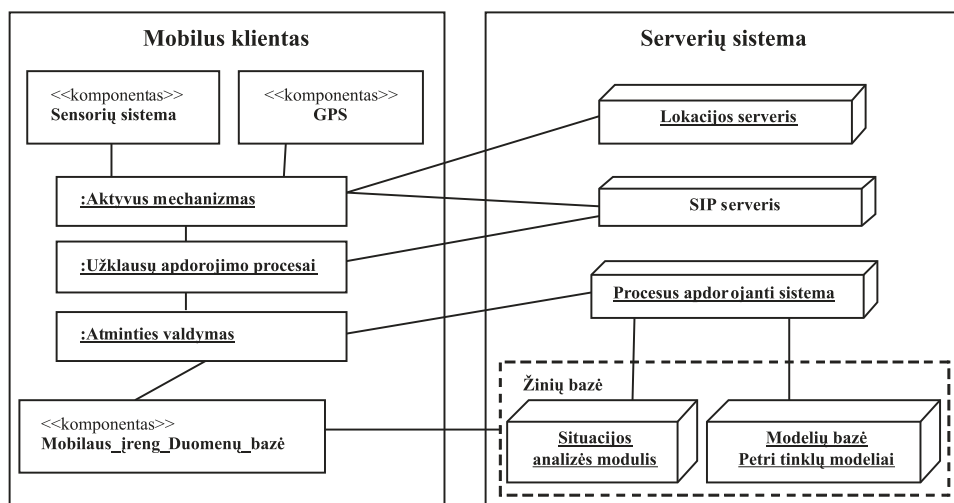 Mobilus klientas
<<komponentas>>
Sensorių sistema
<<komponentas>>
GPS
:Aktyvus mechanizmas
:Užklausų apdorojimo procesai
:Atminties valdymas
<<komponentas>>
Mobilaus_įreng_Duomenų_bazė
Serverių sistema
Lokacijos serveris
SIP serveris
Procesus apdorojanti sistema
Žinių bazė
Situacijos
analizės modulis
Modelių bazė
Petri tinklų modeliai